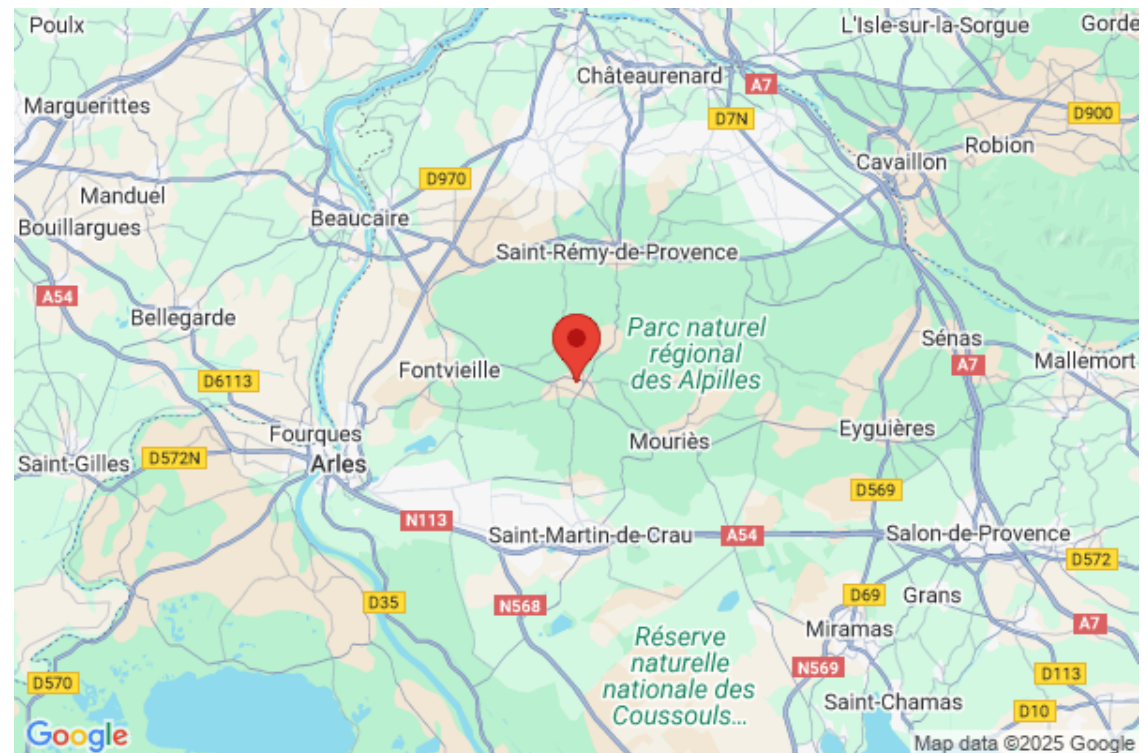 Poulx
L'Isle-sur-la-Sorgue
Gorde
Châteaurenard
A7
Marguerittes
D7N
D900
Robion
Cavaillon
D970
Manduel
Beaucaire
Bouillargues
Saint-Rémy-de-Provence
A54
Bellegarde
Parc naturel
régional
des Alpilles
Sénas
Mallemort
A7
Fontvieille
D6113
Fourques
Mouriès
Eyguières
Saint-Gilles
D572N
Arles
D569
N113
Saint-Martin-de-Crau
A54
Salon-de-Provence
D572
D35
N568
D69
Grans
Réserve
naturelle
nationale des
Coussouls...
Miramas
A7
N569
D113
D570
Saint-Chamas
D10
Google
Map data ©2025 Google